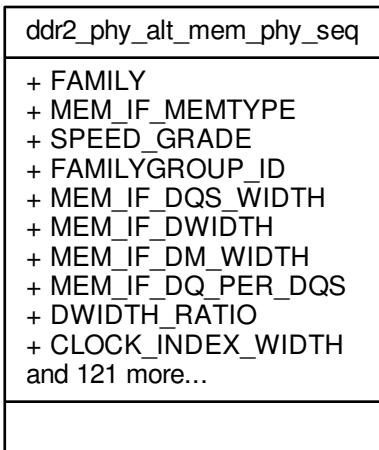 ddr2_phy_alt_mem_phy_seq
+ FAMILY
+ MEM_IF_MEMTYPE
+ SPEED_GRADE
+ FAMILYGROUP_ID
+ MEM_IF_DQS_WIDTH
+ MEM_IF_DWIDTH
+ MEM_IF_DM_WIDTH
+ MEM_IF_DQ_PER_DQS
+ DWIDTH_RATIO
+ CLOCK_INDEX_WIDTH
and 121 more...